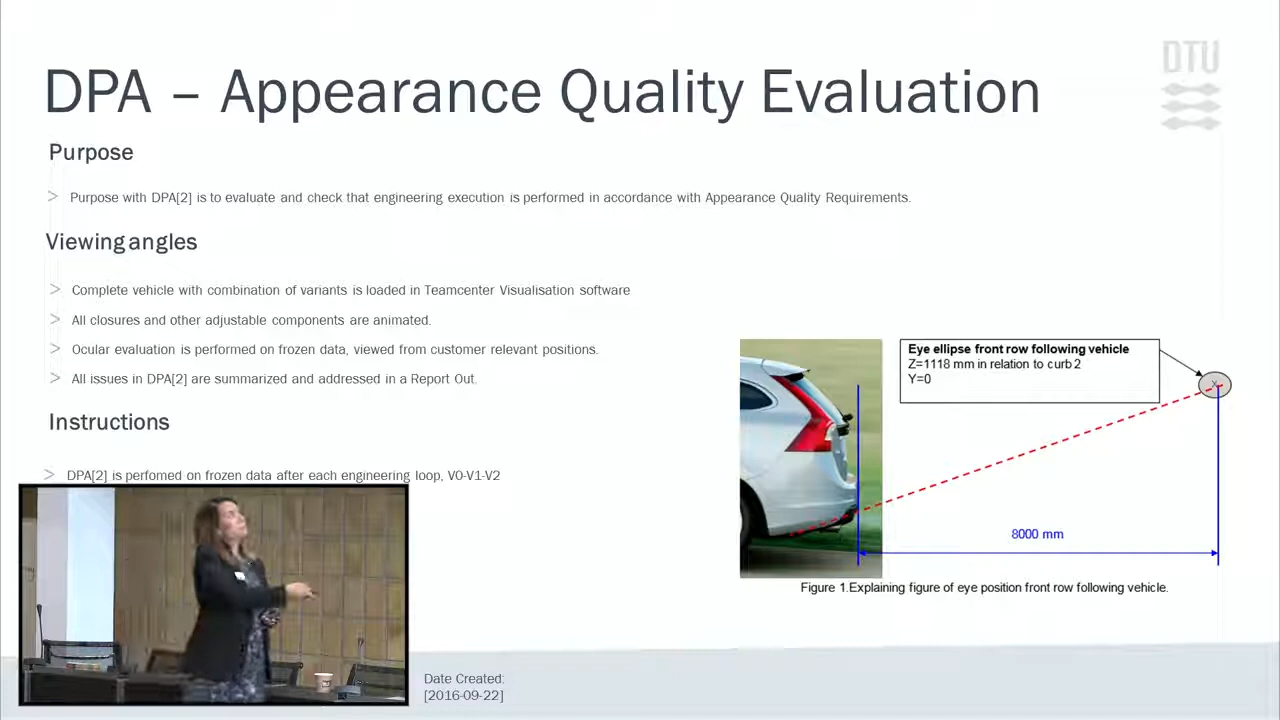 DPA – Appearance Quality Evaluation
DTU
Purpose
> Purpose with DPA[2] is to evaluate and check that engineering execution is performed in accordance with Appearance Quality Requirements.
Viewing angles
> Complete vehicle with combination of variants is loaded in Teamcenter Visualisation software
> All closures and other adjustable components are animated.
> Ocular evaluation is performed on frozen data, viewed from customer relevant positions.
> All issues in DPA[2] are summarized and addressed in a Report Out.
Instructions
> DPA[2] is perfomed on frozen data after each engineering loop, V0-V1-V2
Eye ellipse front row following vehicle
Z=1118 mm in relation to curb 2
Y=0
X
8000 mm
Figure 1.Explaining figure of eye position front row following vehicle.
Date Created:
[2016-09-22]